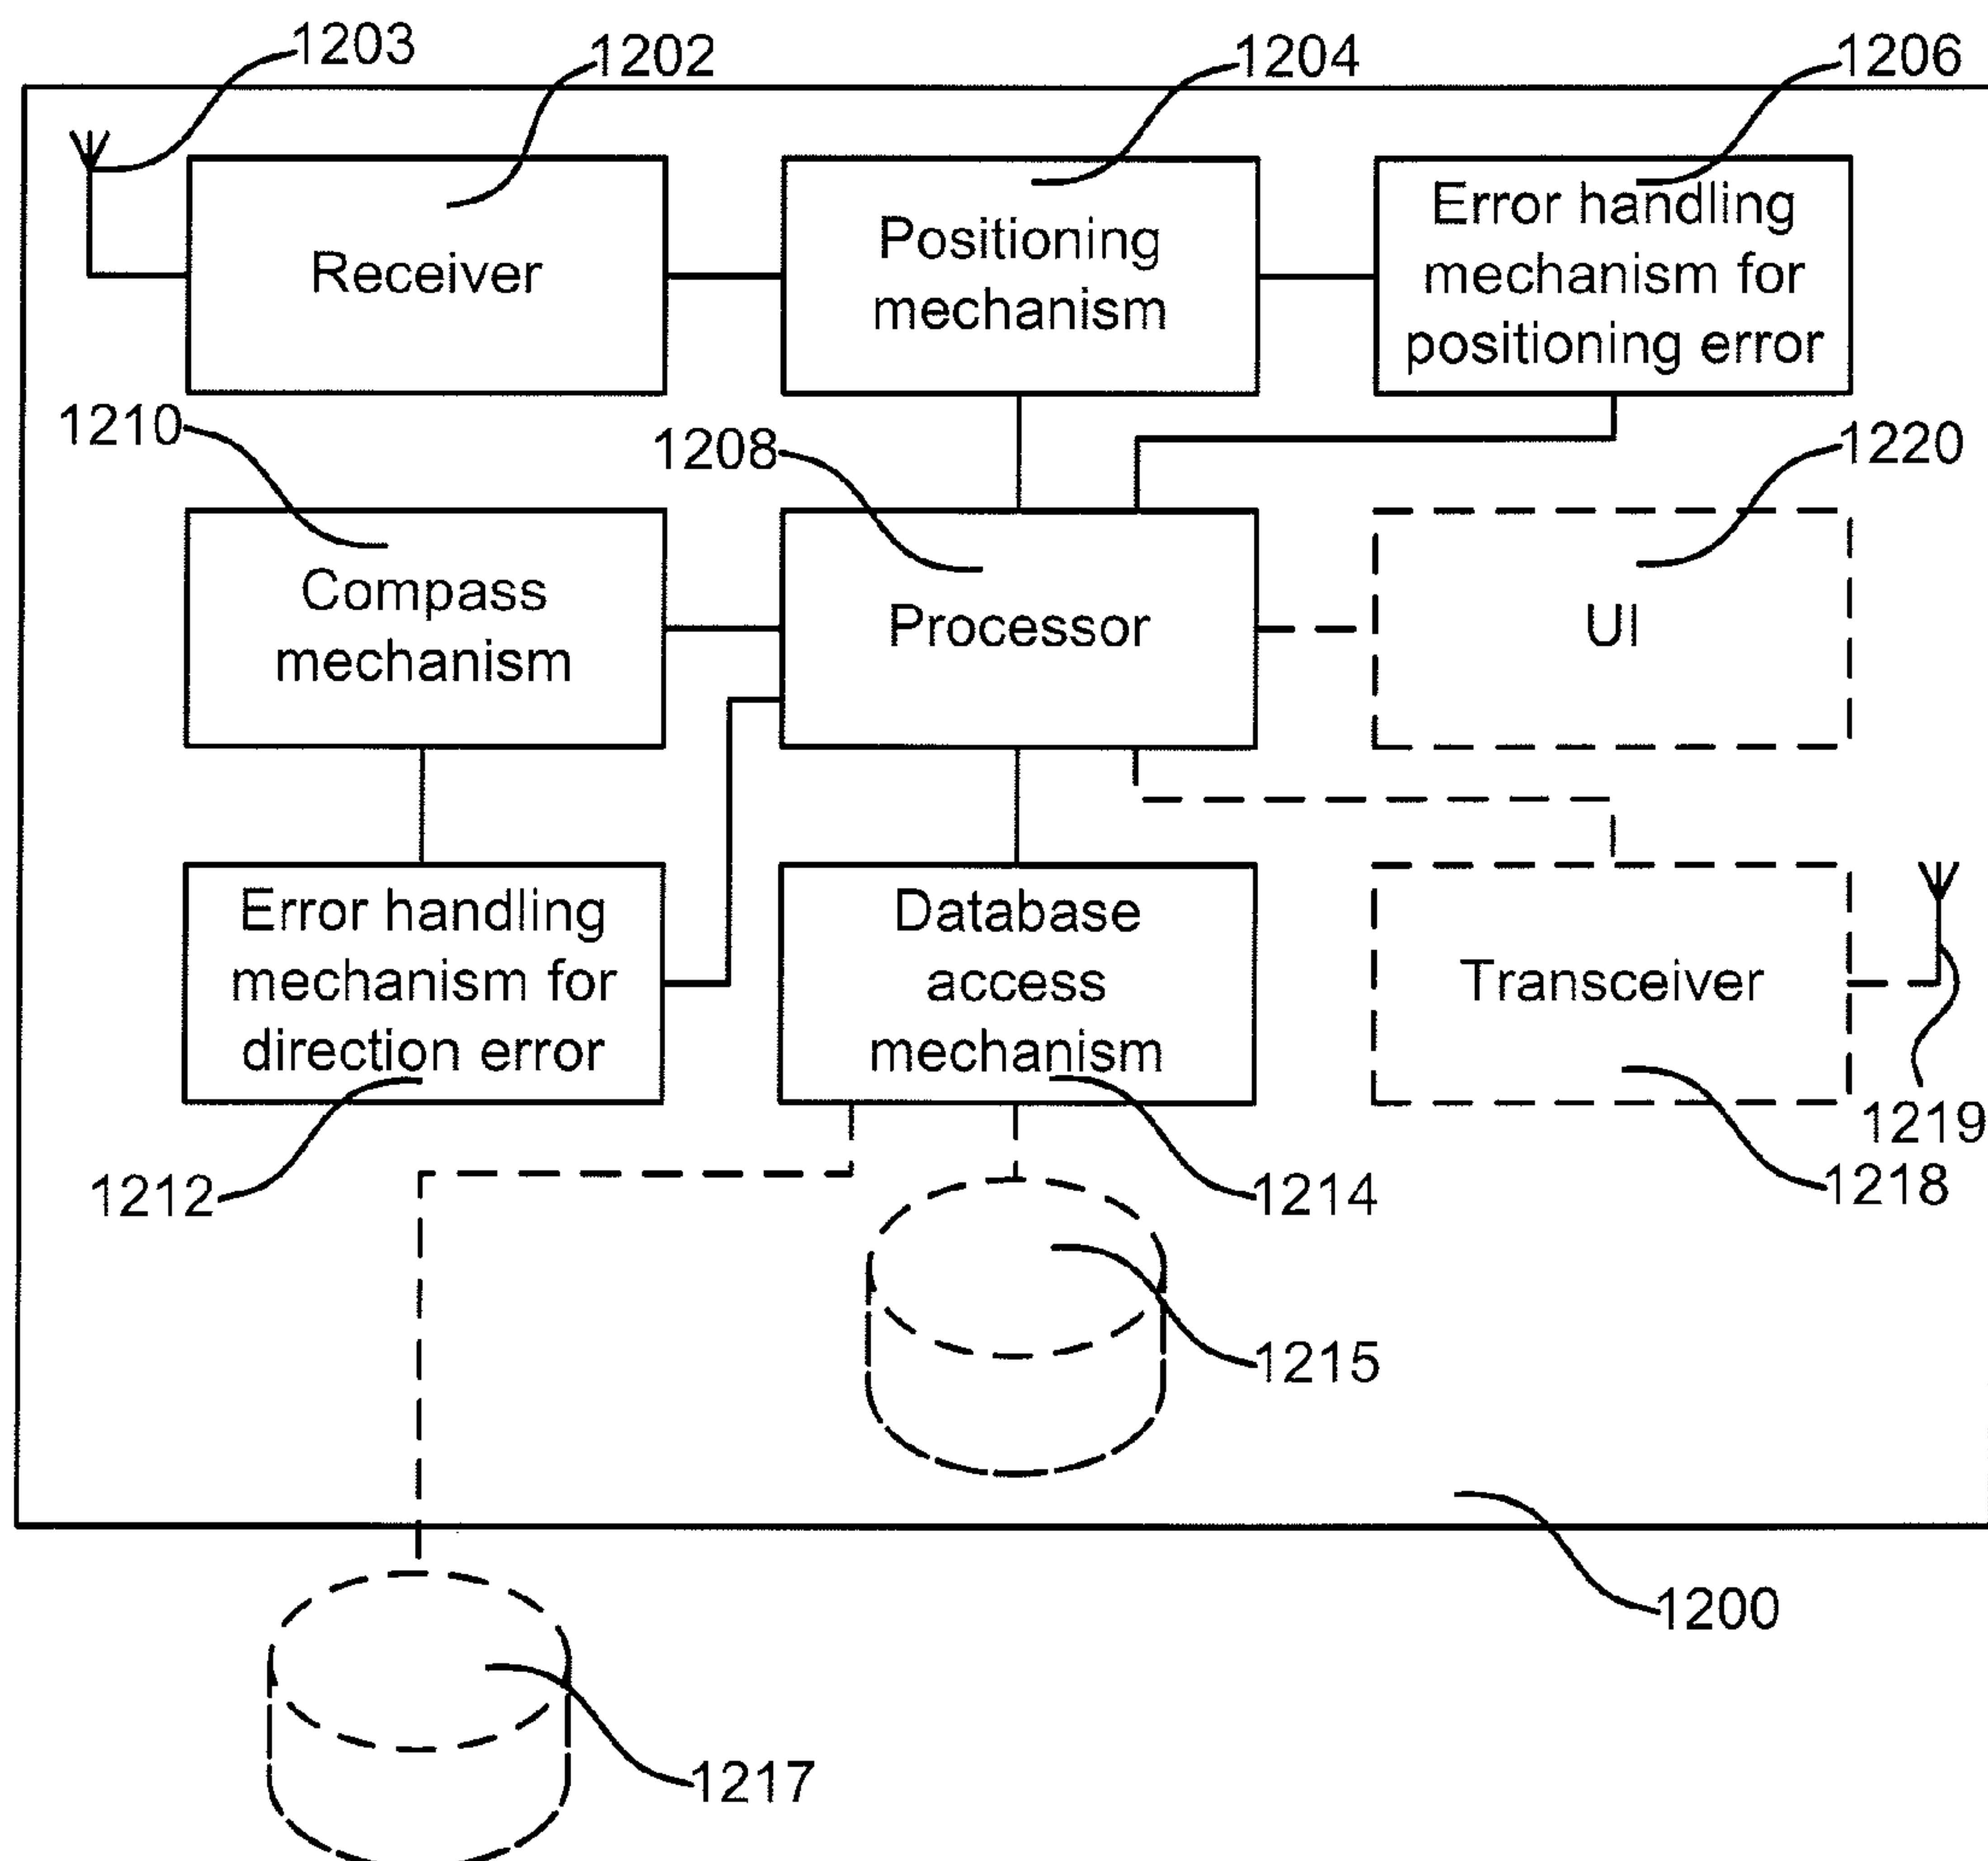 1203
1202
1204
1206
Receiver
Positioning
mechanism
Error handling
mechanism for
positioning error
1210
1208
1220
Compass
mechanism
Processor
UI
Error handling
mechanism for
direction error
Database
access
mechanism
Transceiver
1219
1212
1214
1218
1215
1200
1217